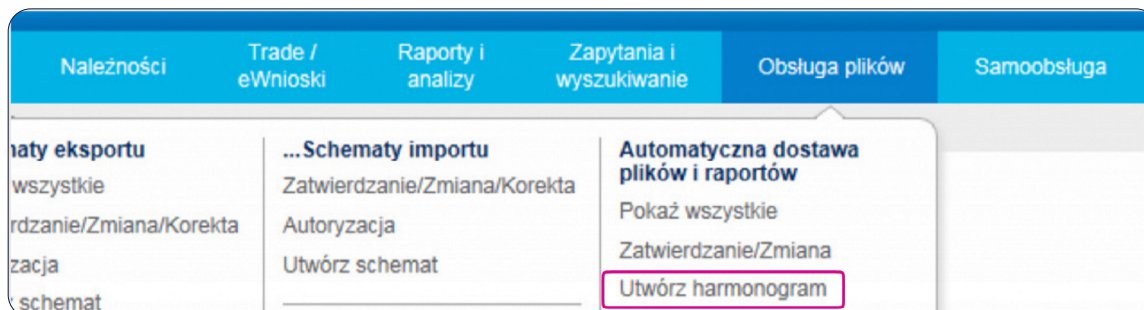 Należności
Trade /
eWnioski
Raporty i
analizy
Zapytania i
wyszukiwanie
Obsługa plików
Samoobsługa
naty eksportu
wszystkie
rdzanie/Zmiana/Korekta
zacja
schemat
...Schematy importu
Zatwierdzanie/Zmiana/Korekta
Autoryzacja
Utwórz schemat
Automatyczna dostawa
plików i raportów
Pokaż wszystkie
Zatwierdzanie/Zmiana
Utwórz harmonogram